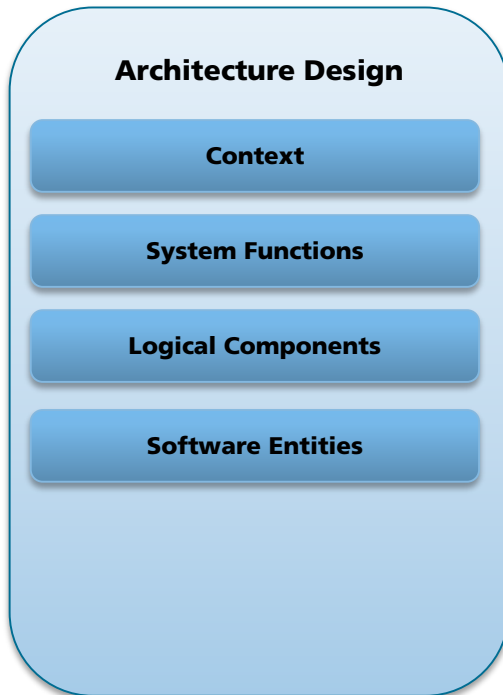 Architecture Design
Context
System Functions
Logical Components
Software Entities